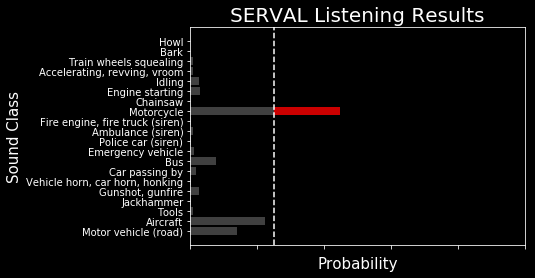 SERVAL Listening Results
Sound Class
Howl
Bark
Train wheels squealing
Accelerating, revving, vroom
Idling
Engine starting
Chainsaw
Motorcycle
Fire engine, fire truck (siren)
Ambulance (siren)
Police car (siren)
Emergency vehicle
Bus
Car passing by
Vehicle horn, car horn, honking
Gunshot, gunfire
Jackhammer
Tools
Aircraft
Motor vehicle (road)
Probability